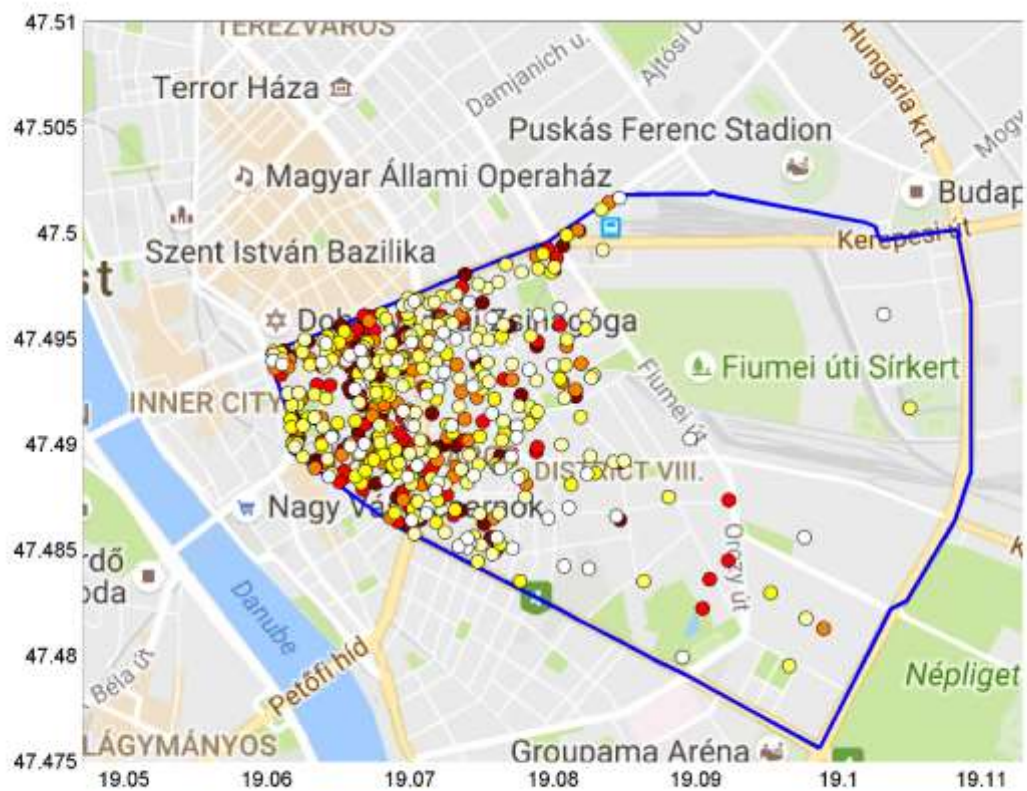 47.51
TEREZVÁROS
Damjanich u.
Ajtósi D
Hungária krt.
Terror Háza
47.505
Puskás Ferenc Stadion
Mogy
Magyar Állami Operaház
Budap
47.5
Kerepesi út
Szent István Bazilika
st
47.495
Fiumei úti Sírkert
Fiumei út
INNER CITY
47.49
DISTRICT VIII.
Nagy Vá
47.485
Orczy út
K
rdő
oda
Danube
47.48
Petőfi híd
Népliget
Béla út
LÁGYMÁNYOS
Groupama Aréna
47.475
19.05
19.06
19.07
19.08
19.09
19.1
19.11